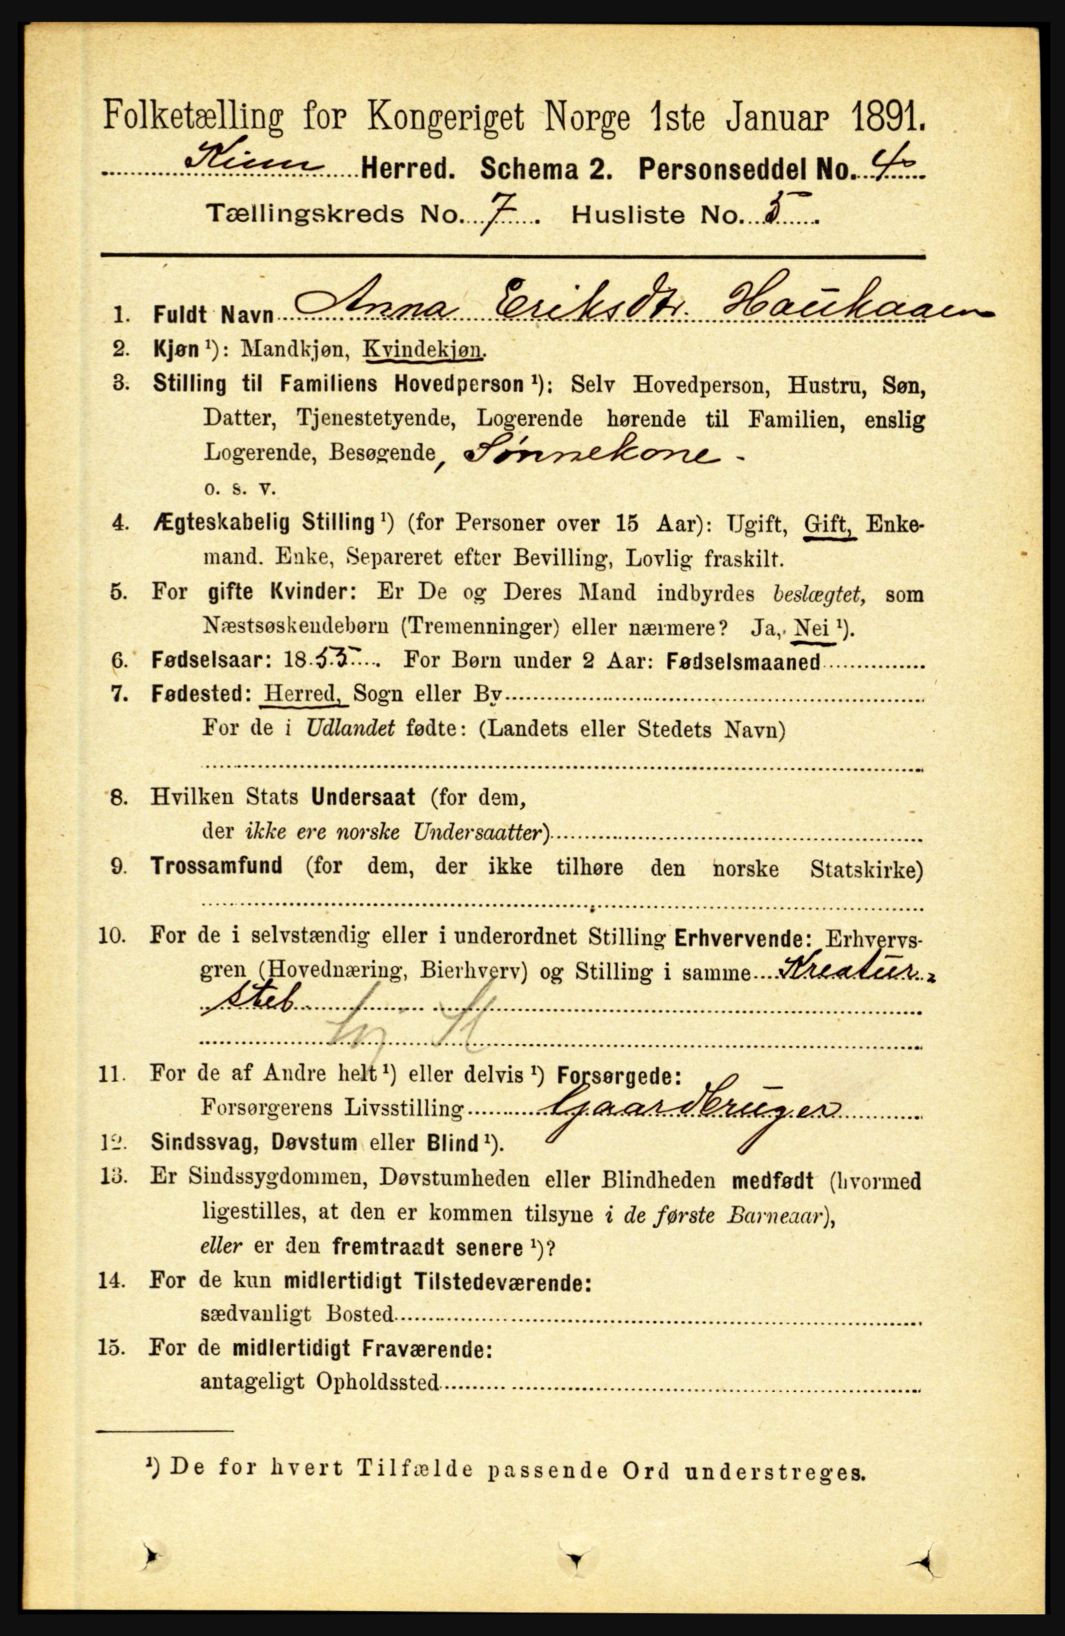 Folketælling for Kongeriget Norge 1ste Januar 1891.
Kinn Herred. Schema 2. Personseddel No. 4
Tællingskreds No. 7. Husliste No. 5.
1. Fuldt Navn Anna Eriksdtr. Hovhaaen
2. Kjøn ¹): Mandkjøn, Kvindekjøn.
3. Stilling til Familiens Hovedperson ¹): Selv Hovedperson, Hustru, Søn,
Datter, Tjenestetyende, Logerende hørende til Familien, enslig
Logerende, Besøgende, Sønnekone -
o. s. v.
4. Ægteskabelig Stilling ¹) (for Personer over 15 Aar): Ugift, Gift, Enke-
mand. Enke, Separeret efter Bevilling, Lovlig fraskilt.
5. For gifte Kvinder: Er De og Deres Mand indbyrdes beslægtet, som
Næstsøskendebørn (Tremenninger) eller nærmere? Ja, Nei ¹).
6. Fødselsaar: 1855. For Børn under 2 Aar: Fødselsmaaned
7. Fødested: Herred, Sogn eller By
For de i Udlandet fødte: (Landets eller Stedets Navn)
8. Hvilken Stats Undersaat (for dem,
der ikke ere norske Undersaatter)
9. Trossamfund (for dem, der ikke tilhøre den norske Statskirke)
10. For de i selvstændig eller i underordnet Stilling Erhvervende: Erhvervs-
gren (Hovednæring, Bierhverv) og Stilling i samme Kreatur-
stel
11. For de af Andre helt ¹) eller delvis ¹) Forsørgede:
Forsørgerens Livsstilling Gaardbruger
12. Sindssvag, Døvstum eller Blind ¹).
13. Er Sindssygdommen, Døvstumheden eller Blindheden medfødt (hvormed
ligestilles, at den er kommen tilsyne i de første Barneaar),
eller er den fremtraadt senere ¹)?
14. For de kun midlertidigt Tilstedeværende:
sædvanligt Bosted
15. For de midlertidigt Fraværende:
antageligt Opholdssted
¹) De for hvert Tilfælde passende Ord understreges.